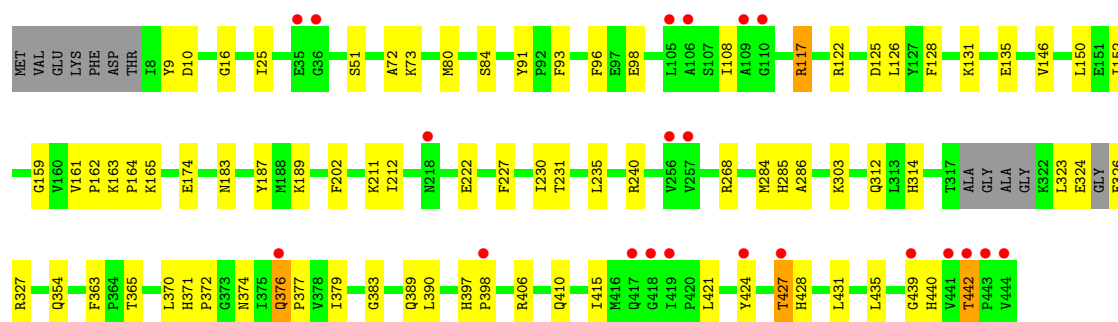 MET VAL GLU LYS PHE ASP THR I8 Y9 D10 G16 I25 E35 G36 S51 A72 K73 M80 S84 Y91 P92 F93 F96 E97 E98 L105 A106 S107 I108 A109 G110 R117 R122 D125 L126 Y127 F128 K131 E135 V146 L150 E151 I152
G159 V160 V161 P162 K163 P164 K165 E174 N183 Y187 M188 K189 F202 K211 I212 N218 E222 F227 I230 T231 L235 R240 V256 V257 R268 M284 H285 A286 K303 Q312 L313 H314 T317 ALA GLY ALA GLY K322 L323 E324 GLY E326
R327 Q354 F363 P364 T365 L370 H371 P372 G373 N374 I375 Q376 P377 V378 I379 G383 Q389 L390 H397 P398 R406 Q410 I415 M416 Q417 G418 I419 P420 L421 Y424 T427 H428 L431 L435 G439 H440 V441 T442 P443 V444